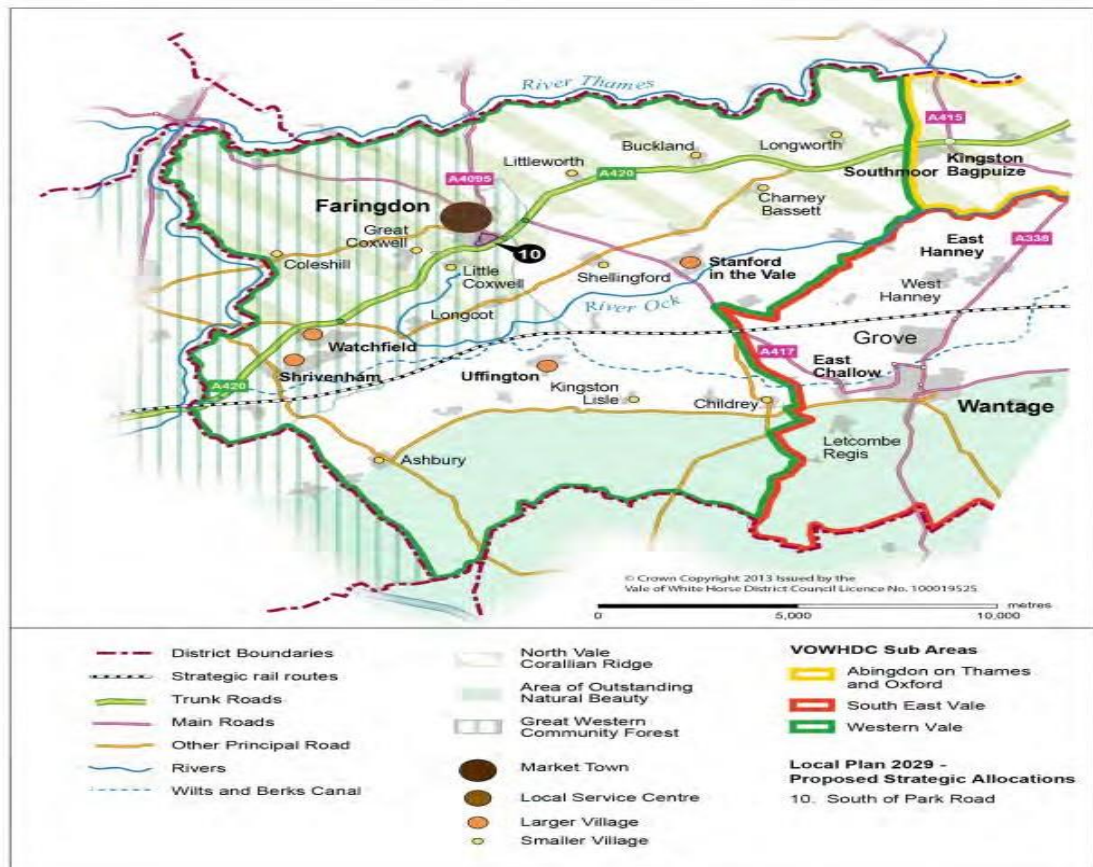 River Thames
A415
Buckland
Longworth
Littleworth
A420
Kingston
Bagpuize
Southmoor
A4095
Charney
Bassett
Faringdon
Great
Coxwell
10
East
Hanney
A338
Coleshill
Little
Coxwell
Shellingford
Stanford
in the Vale
West
Hanney
Longcot
River Ock
Grove
Watchfield
A417
East
Challow
A420
Shrivenham
Uffington
Kingston
Lisle
Childrey
Wantage
Letcombe
Regis
Ashbury
© Crown Copyright 2013 Issued by the
Vale of White Horse District Council Licence No. 100019525
metres
5,000
10,000
District Boundaries
Strategic rail routes
Trunk Roads
Main Roads
Other Principal Road
Rivers
Wilts and Berks Canal
North Vale
Corallian Ridge
Area of Outstanding
Natural Beauty
Great Western
Community Forest
Market Town
Local Service Centre
Larger Village
Smaller Village
VOWHDC Sub Areas
Abingdon on Thames
and Oxford
South East Vale
Western Vale
Local Plan 2029 -
Proposed Strategic Allocations
10. South of Park Road